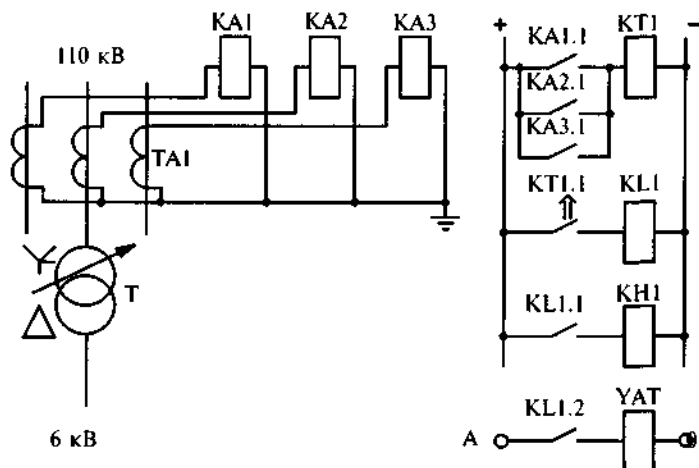 KA1 KA2 KA3
110 кВ
TA1
T
6 кВ
+ −
KA1.1 KT1
KA2.1
KA3.1
KT1.1 KL1
KL1.1 KH1
KL1.2 YAT
A